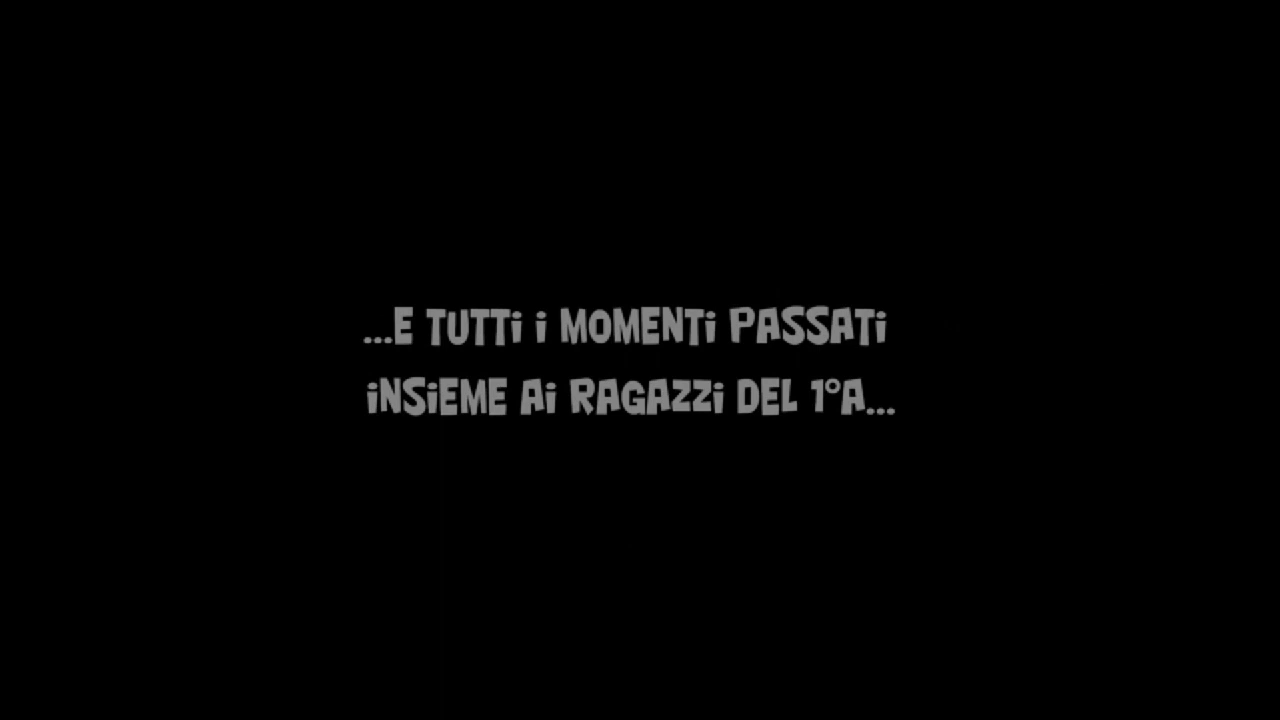 ...E TUTTi i MOMENTi PASSATi
iNSiEME Ai RAGAZZi DEL 1°A...